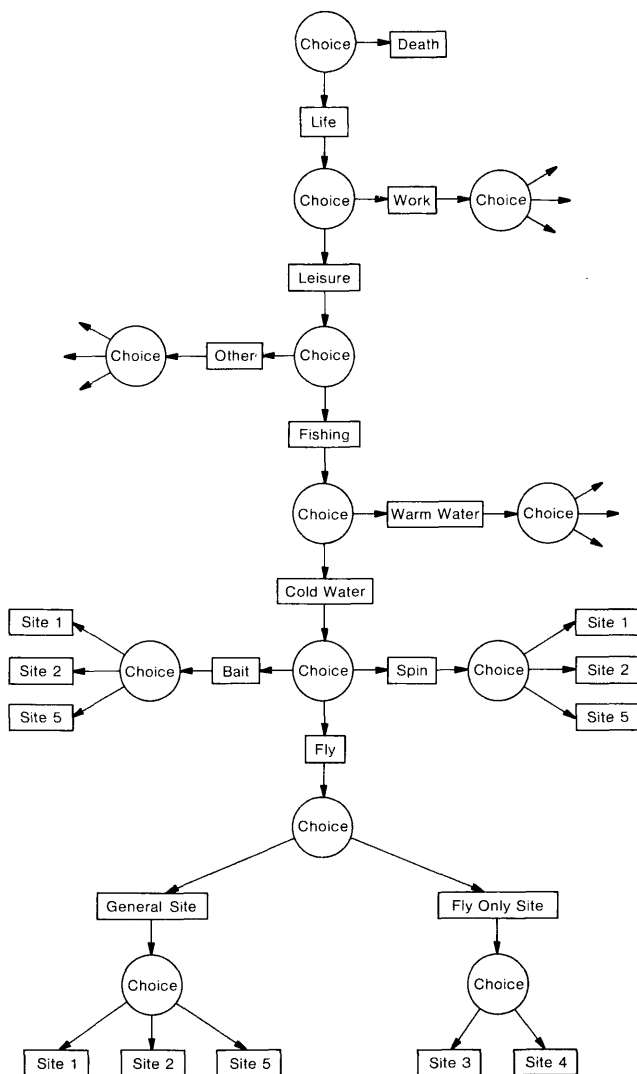 Choice
Death
Life
Choice
Work
Choice
Leisure
Choice
Other
Choice
Fishing
Choice
Warm Water
Choice
Cold Water
Site 1
Site 2
Site 5
Choice
Bait
Choice
Spin
Choice
Site 1
Site 2
Site 5
Fly
Choice
General Site
Fly Only Site
Choice
Choice
Site 1
Site 2
Site 5
Site 3
Site 4